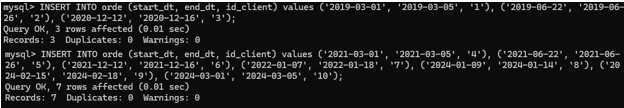 mysql> INSERT INTO orde (start_dt, end_dt, id_client) values ('2019-03-01', '2019-03-05', '1'), ('2019-06-22', '2019-06-
26', '2'), ('2020-12-12', '2020-12-16', '3');
Query OK, 3 rows affected (0.01 sec)
Records: 3  Duplicates: 0  Warnings: 0
mysql> INSERT INTO orde (start_dt, end_dt, id_client) values ('2021-03-01', '2021-03-05', '4'), ('2021-06-22', '2021-06-
26', '5'), ('2021-12-12', '2021-12-16', '6'), ('2022-01-07', '2022-01-18', '7'), ('2024-01-09', '2024-01-14', '8'), ('20
24-02-15', '2024-02-18', '9'), ('2024-03-01', '2024-03-05', '10');
Query OK, 7 rows affected (0.01 sec)
Records: 7  Duplicates: 0  Warnings: 0